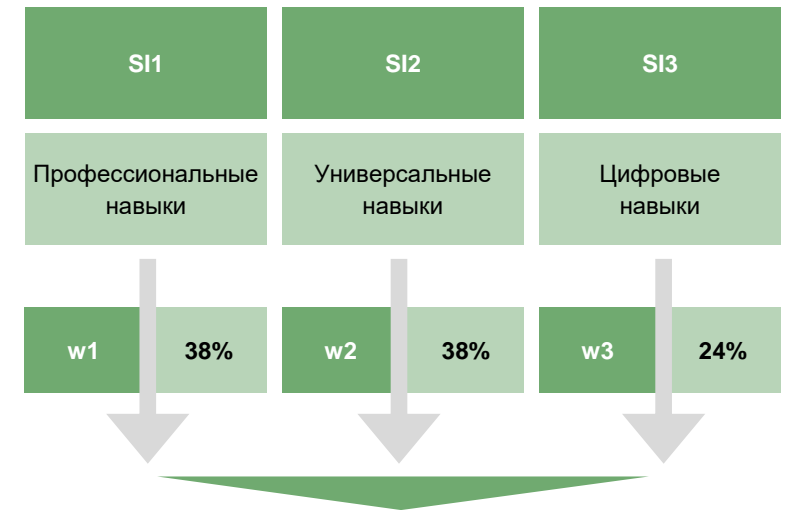 SI1
SI2
SI3
Профессиональные
навыки
Универсальные
навыки
Цифровые
навыки
w1
38%
w2
38%
w3
24%